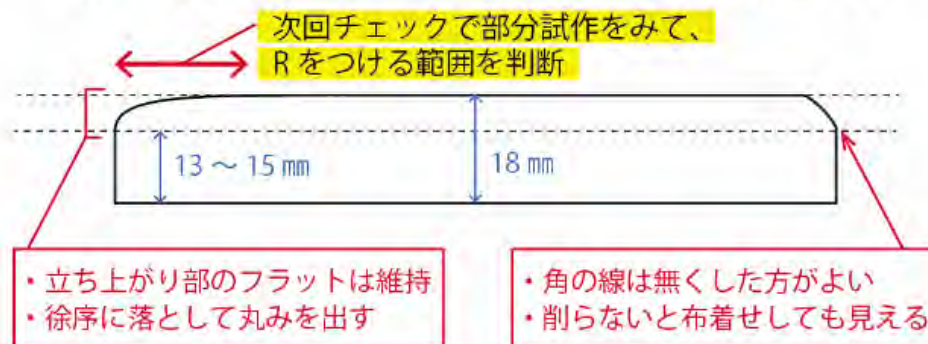 次回チェックで部分試作をみて、
Rをつける範囲を判断
13～15㎜
18㎜
・立ち上がり部のフラットは維持
・徐序に落として丸みを出す
・角の線は無くした方がよい
・削らないと布着せしても見える